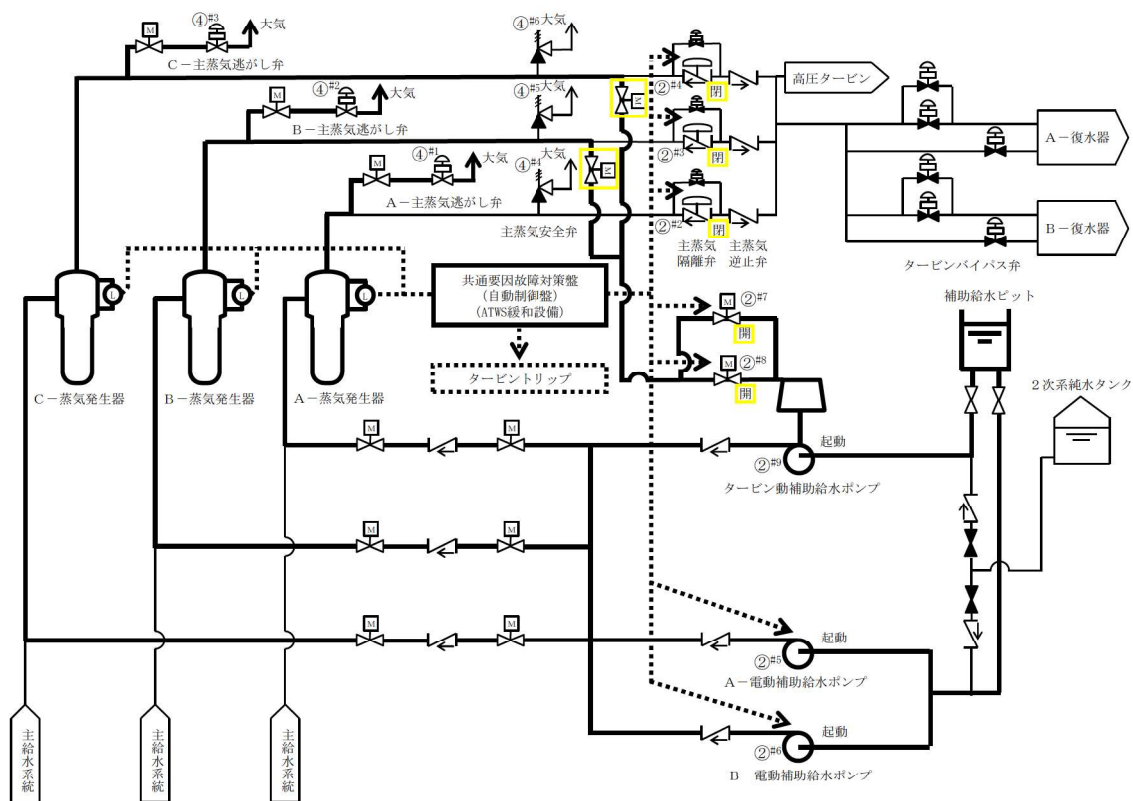 ④#3
大気
M
C-主蒸気逃がし弁
④#6
大気
②#4
閉
高圧タービン
④#2
大気
M
B-主蒸気逃がし弁
④#5
大気
M
②#3
閉
A-復水器
④#1
大気
M
A-主蒸気逃がし弁
④#4
大気
M
主蒸気安全弁
②#2
閉
主蒸気
隔離弁
主蒸気
逆止弁
B-復水器
タービンバイパス弁
L
L
L
共通要因故障対策盤
(自動制御盤)
(ATWS緩和設備)
タービントリップ
M
②#7
開
M
②#8
開
補助給水ピット
2次系純水タンク
C-蒸気発生器
B-蒸気発生器
A-蒸気発生器
M
M
起動
②#9
タービン動補助給水ポンプ
M
M
M
M
起動
②#5
A-電動補助給水ポンプ
起動
②#6
B 電動補助給水ポンプ
主給水系統
主給水系統
主給水系統